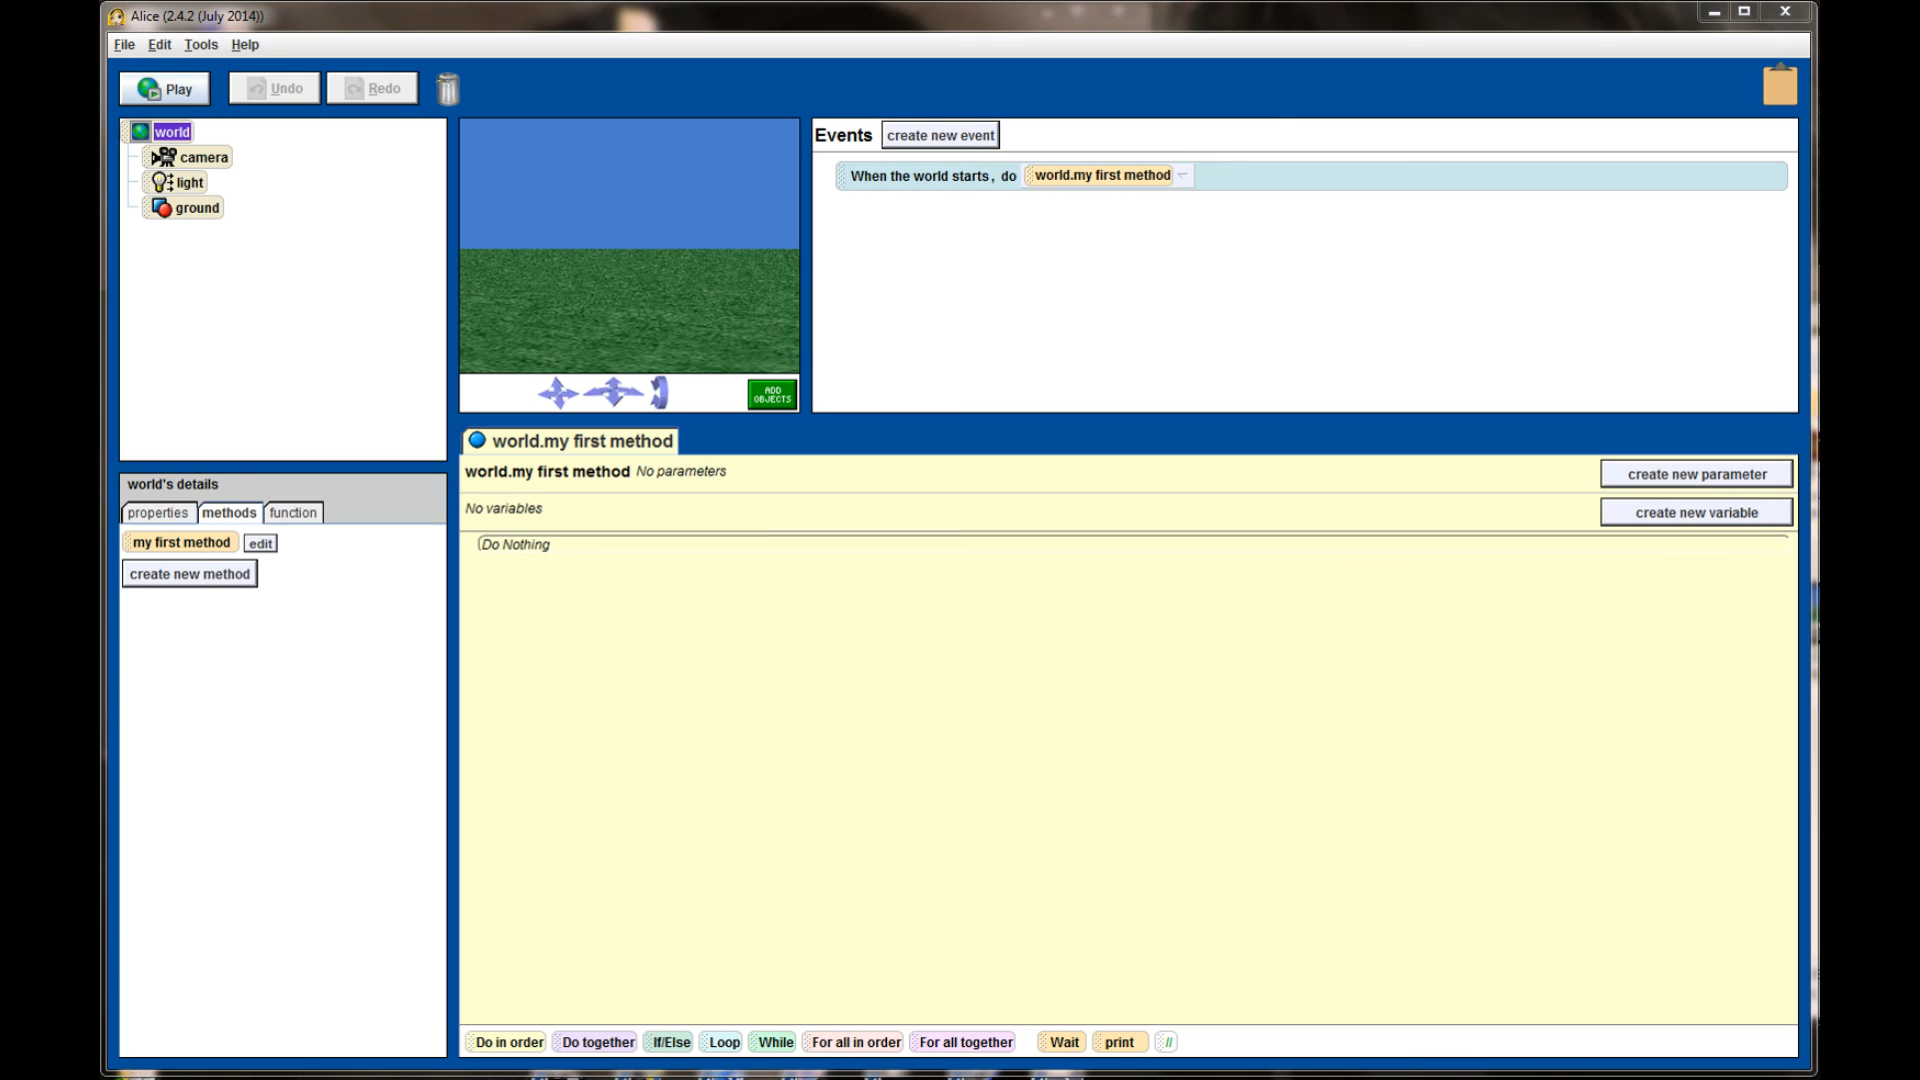 Alice (2.4.2 (July 2014))
File Edit Tools Help
Play Undo Redo
world
camera
light
ground
ADD OBJECTS
Events create new event
When the world starts, do world.my first method
world's details
properties methods function
my first method edit
create new method
world.my first method
world.my first method No parameters
create new parameter
No variables
create new variable
Do Nothing
Do in order Do together If/Else Loop While For all in order For all together Wait print //